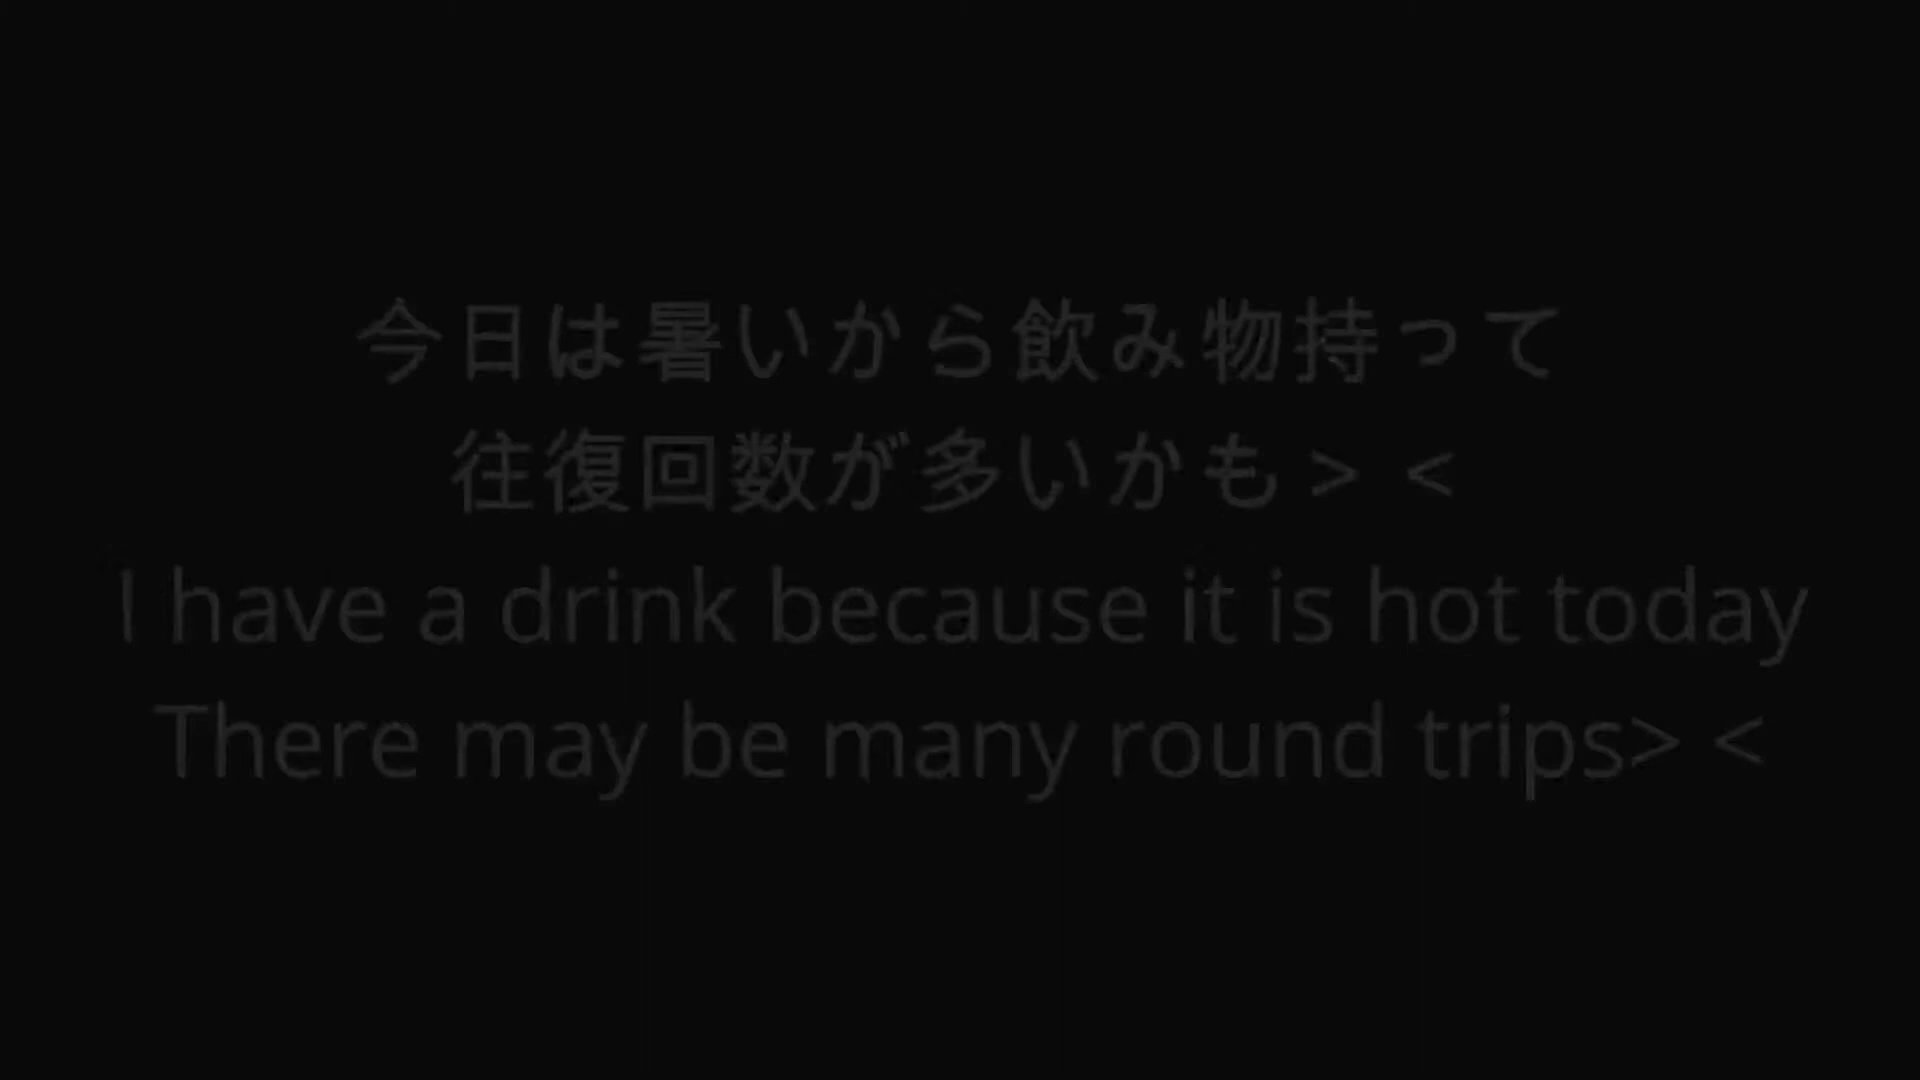 今日は暑いから飲み物持って
往復回数が多いかも＞＜
I have a drink because it is hot today
There may be many round trips> <